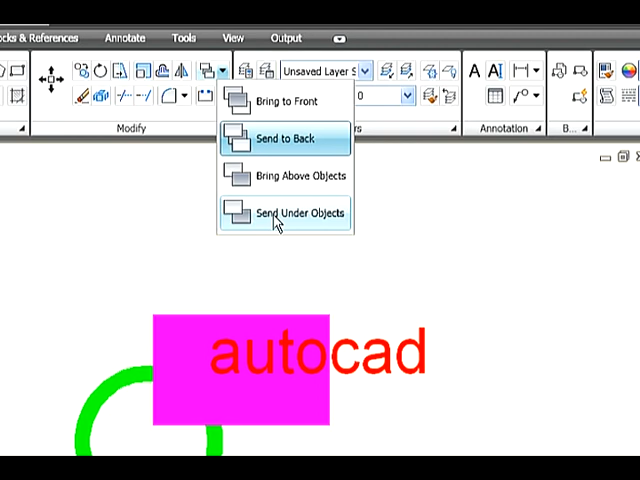 cks & References Annotate Tools View Output
A A Unsaved Layer S
Bring to Front
0
Send to Back
Modify rs Annotation B...
Bring Above Objects
Send Under Objects
autocad